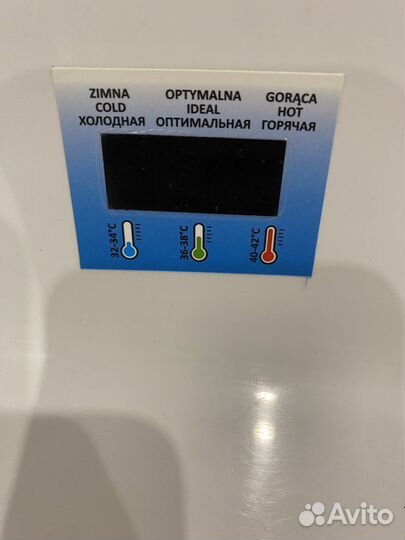 ZIMNA
COLD
ХОЛОДНАЯ
OPTYMALNA
IDEAL
ОПТИМАЛЬНАЯ
GORĄCA
HOT
ГОРЯЧАЯ
32-34°C
36-38°C
40-42°C
Avito